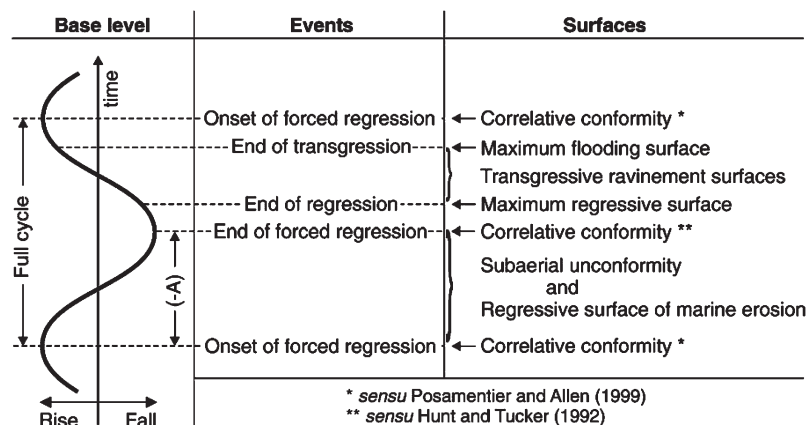 Base level Events Surfaces
time
Onset of forced regression Correlative conformity *
End of transgression Maximum flooding surface
Transgressive ravinement surfaces
End of regression Maximum regressive surface
End of forced regression Correlative conformity **
Full cycle
(-A)
Subaerial unconformity
and
Regressive surface of marine erosion
Onset of forced regression Correlative conformity *
Rise Fall
* sensu Posamentier and Allen (1999)
** sensu Hunt and Tucker (1992)